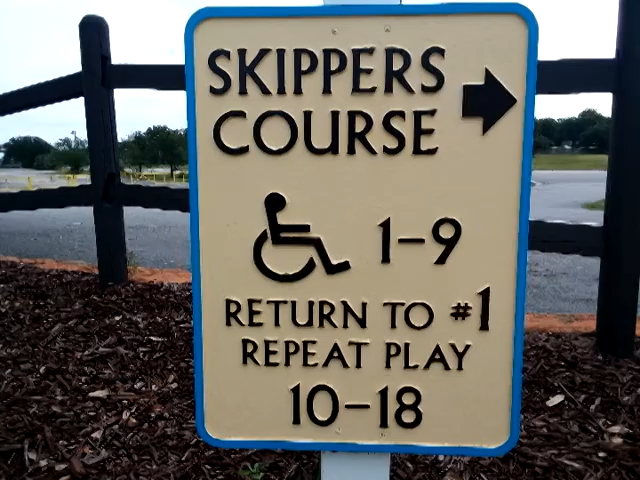 SKIPPERS
COURSE
1-9
RETURN TO #1
REPEAT PLAY
10-18